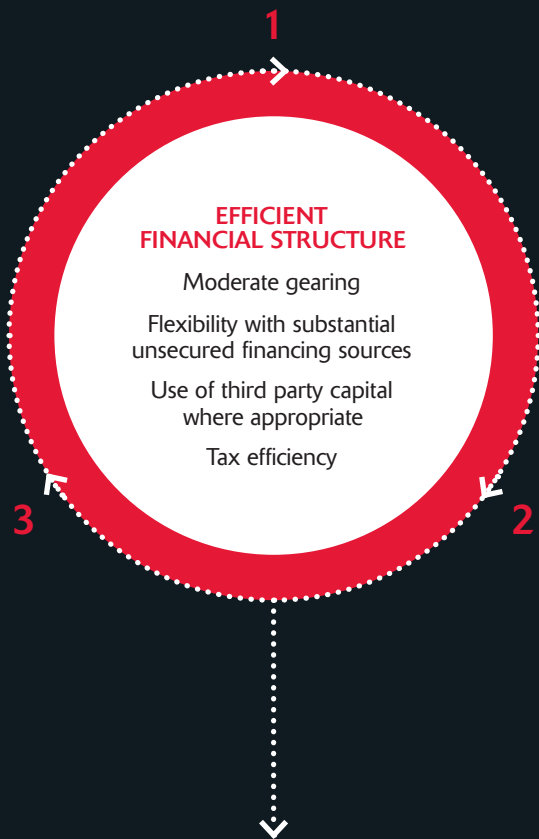 1
EFFICIENT
FINANCIAL STRUCTURE
Moderate gearing
Flexibility with substantial
unsecured financing sources
Use of third party capital
where appropriate
Tax efficiency
3
2